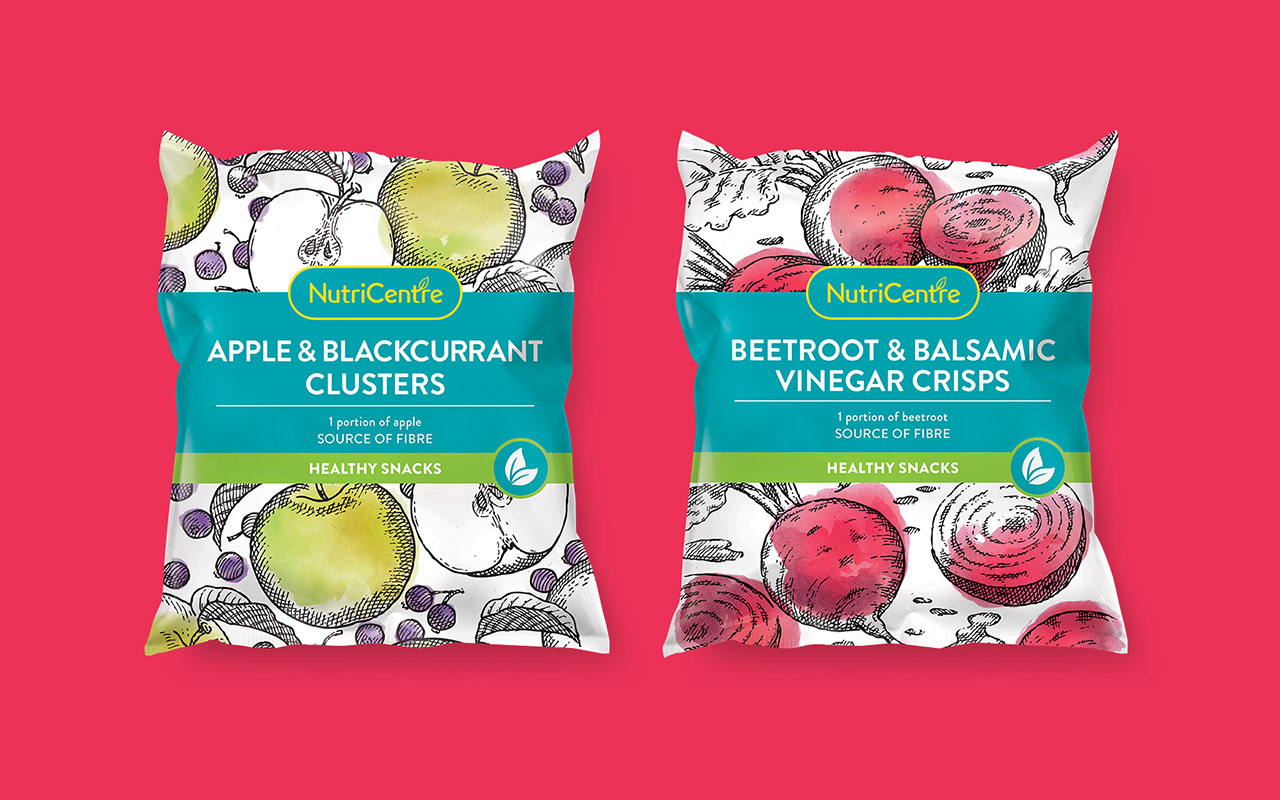 NutriCentre
APPLE & BLACKCURRANT
CLUSTERS
1 portion of apple
SOURCE OF FIBRE
HEALTHY SNACKS
NutriCentre
BEETROOT & BALSAMIC
VINEGAR CRISPS
1 portion of beetroot
SOURCE OF FIBRE
HEALTHY SNACKS